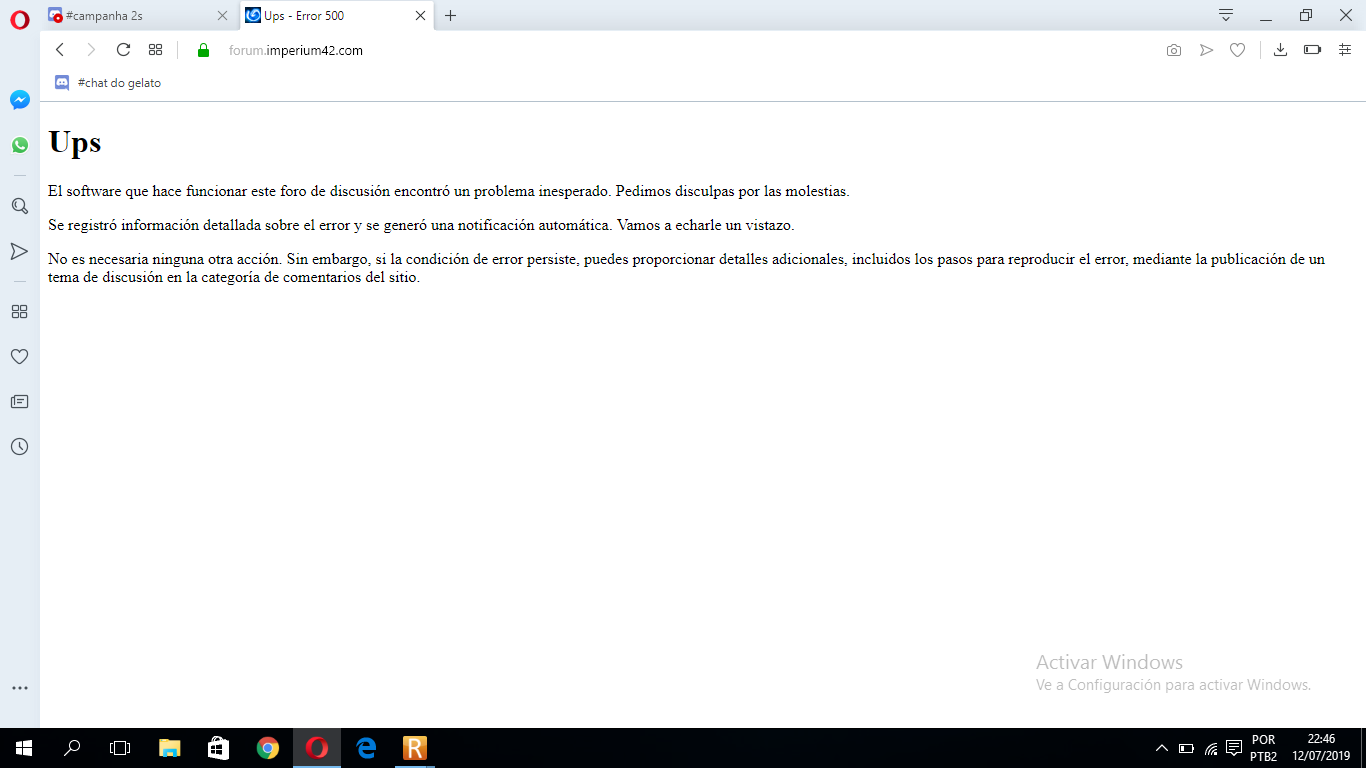 #campanha 2s
Ups - Error 500
forum.imperium42.com
#chat do gelato
Ups
El software que hace funcionar este foro de discusión encontró un problema inesperado. Pedimos disculpas por las molestias.
Se registró información detallada sobre el error y se generó una notificación automática. Vamos a echarle un vistazo.
No es necesaria ninguna otra acción. Sin embargo, si la condición de error persiste, puedes proporcionar detalles adicionales, incluidos los pasos para reproducir el error, mediante la publicación de un
tema de discusión en la categoría de comentarios del sitio.
Activar Windows
Ve a Configuración para activar Windows.
R
POR
PTB2
22:46
12/07/2019